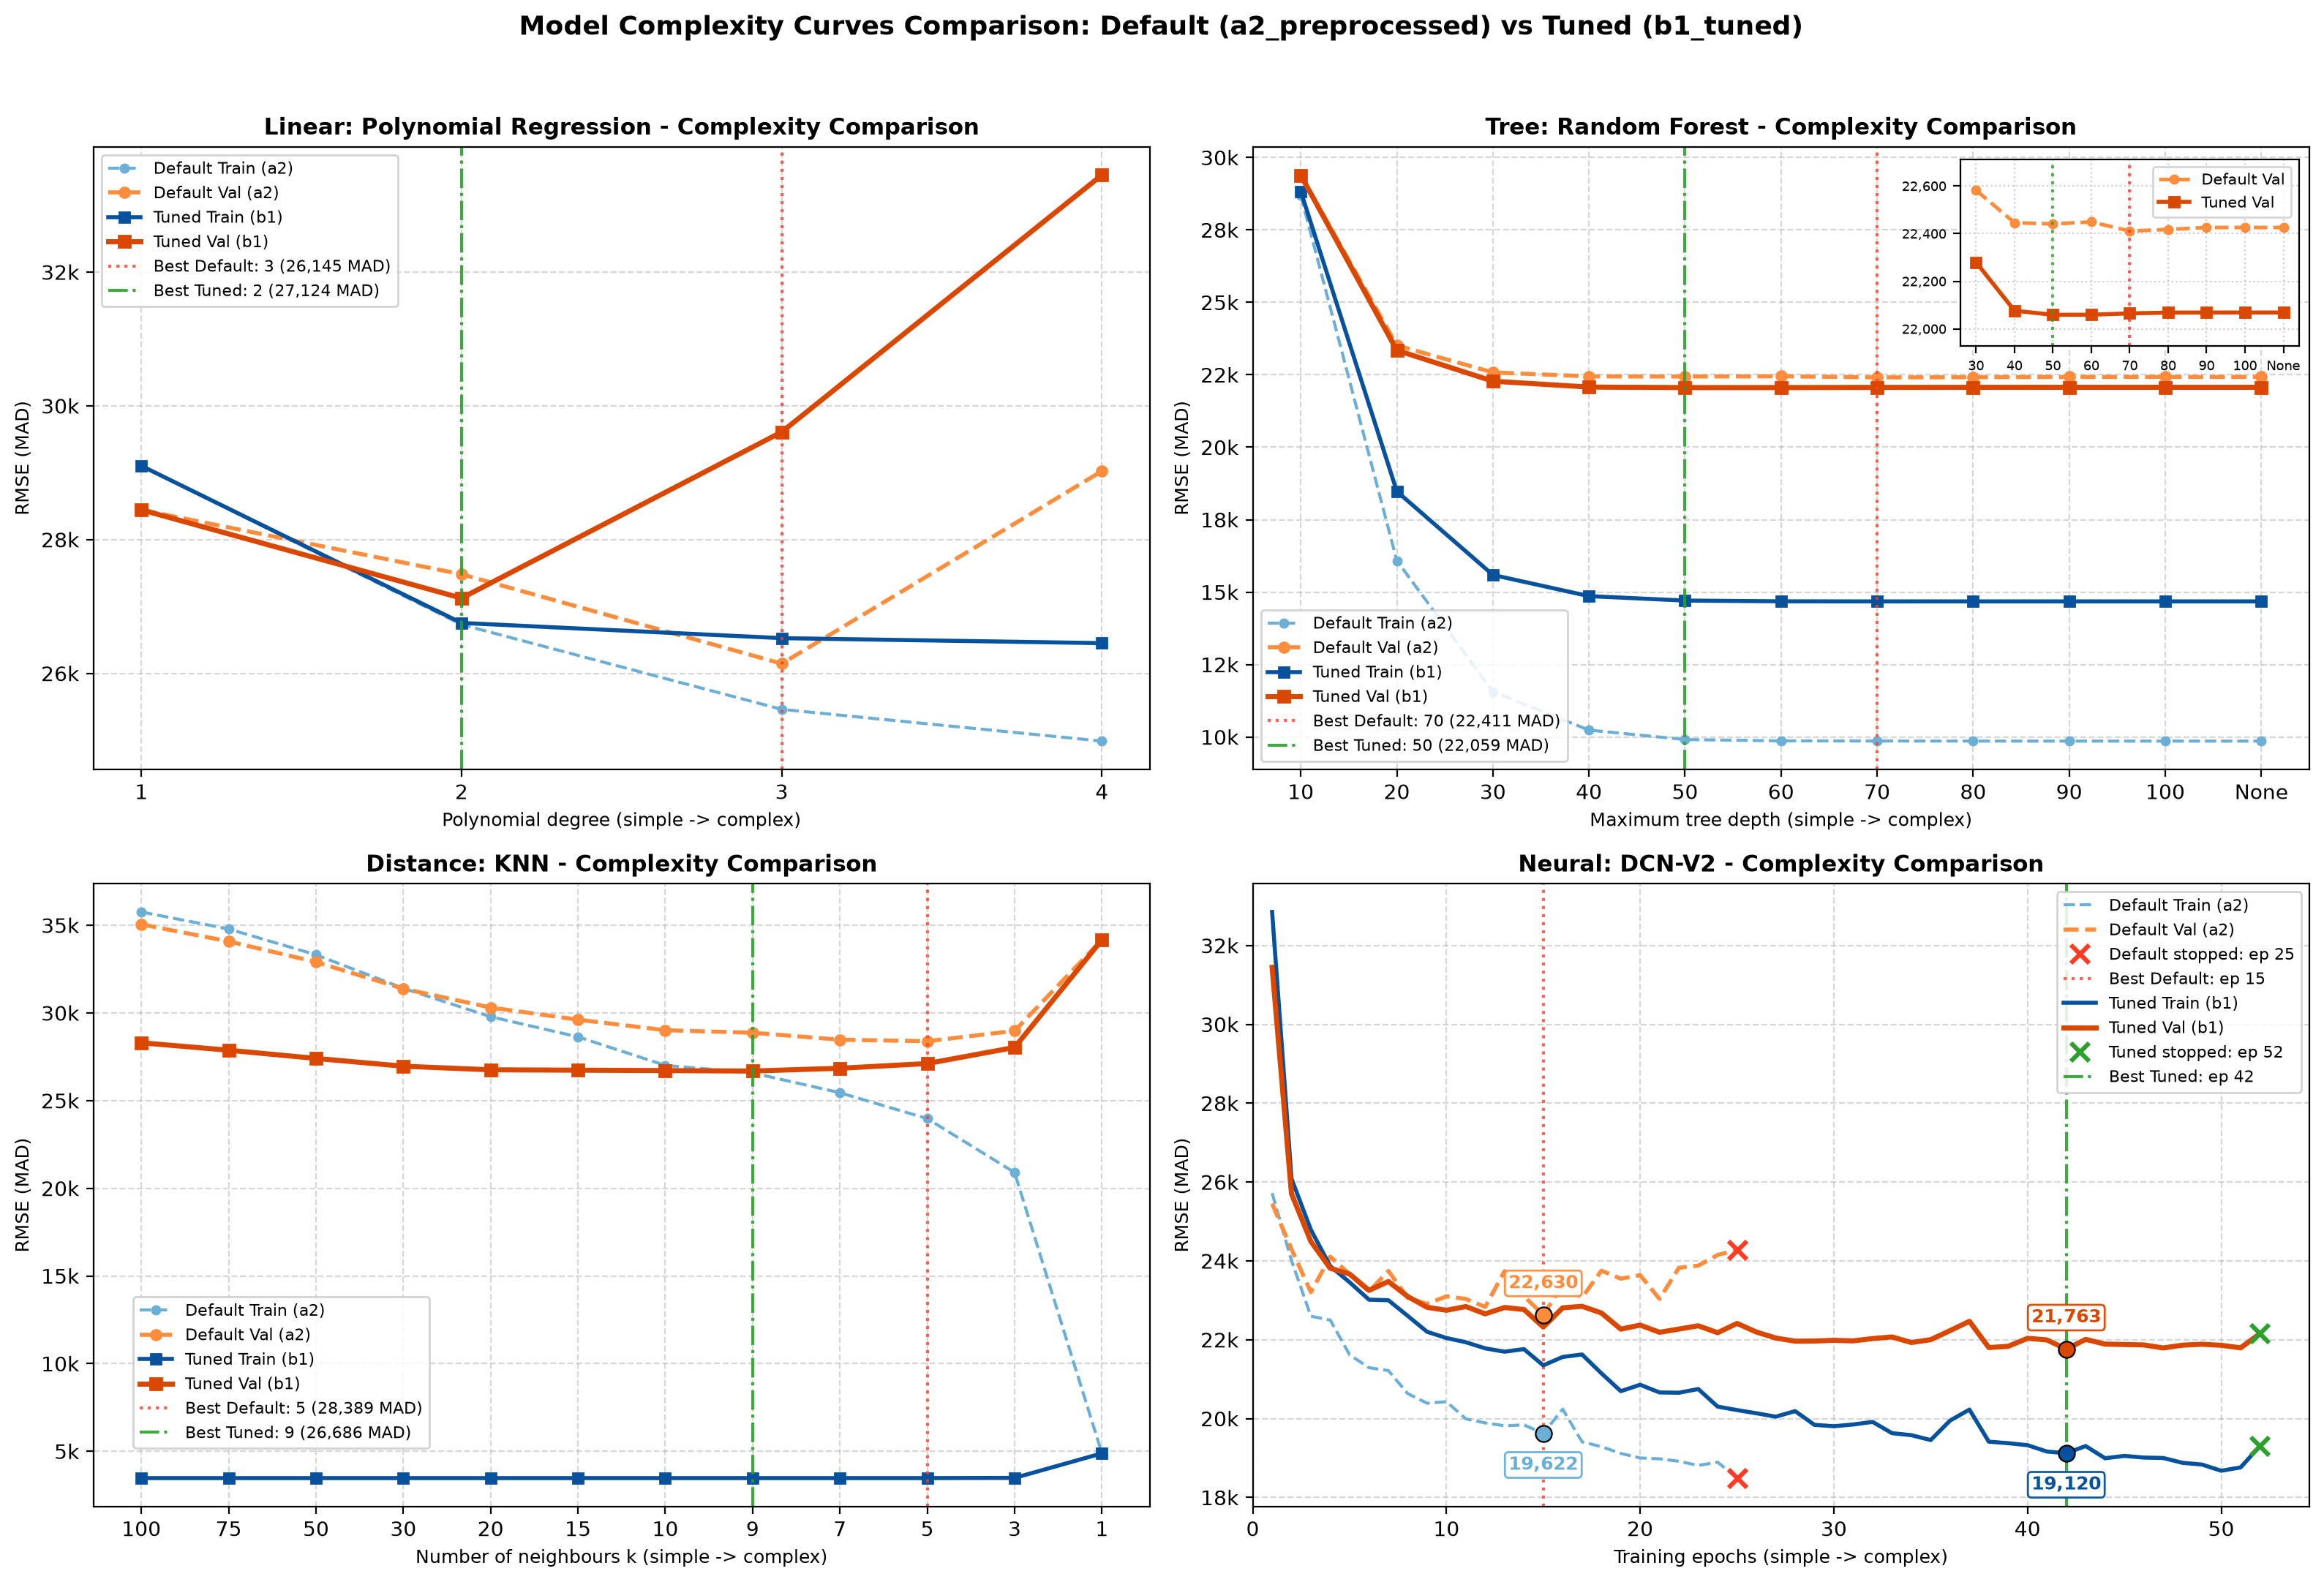 Model Complexity Curves Comparison: Default (a2_preprocessed) vs Tuned (b1_tuned)
Linear: Polynomial Regression - Complexity Comparison
Default Train (a2)
Default Val (a2)
Tuned Train (b1)
Tuned Val (b1)
Best Default: 3 (26,145 MAD)
Best Tuned: 2 (27,124 MAD)
32k
30k
28k
26k
RMSE (MAD)
1 2 3 4
Polynomial degree (simple -> complex)
Tree: Random Forest - Complexity Comparison
30k
28k
25k
22k
20k
18k
15k
12k
10k
RMSE (MAD)
Default Val
Tuned Val
22,600
22,400
22,200
22,000
30 40 50 60 70 80 90 100 None
Default Train (a2)
Default Val (a2)
Tuned Train (b1)
Tuned Val (b1)
Best Default: 70 (22,411 MAD)
Best Tuned: 50 (22,059 MAD)
10 20 30 40 50 60 70 80 90 100 None
Maximum tree depth (simple -> complex)
Distance: KNN - Complexity Comparison
35k
30k
25k
20k
15k
10k
5k
RMSE (MAD)
Default Train (a2)
Default Val (a2)
Tuned Train (b1)
Tuned Val (b1)
Best Default: 5 (28,389 MAD)
Best Tuned: 9 (26,686 MAD)
100 75 50 30 20 15 10 9 7 5 3 1
Number of neighbours k (simple -> complex)
Neural: DCN-V2 - Complexity Comparison
32k
30k
28k
26k
24k
22k
20k
18k
RMSE (MAD)
Default Train (a2)
Default Val (a2)
Default stopped: ep 25
Best Default: ep 15
Tuned Train (b1)
Tuned Val (b1)
Tuned stopped: ep 52
Best Tuned: ep 42
22,630
21,763
19,622
19,120
0 10 20 30 40 50
Training epochs (simple -> complex)